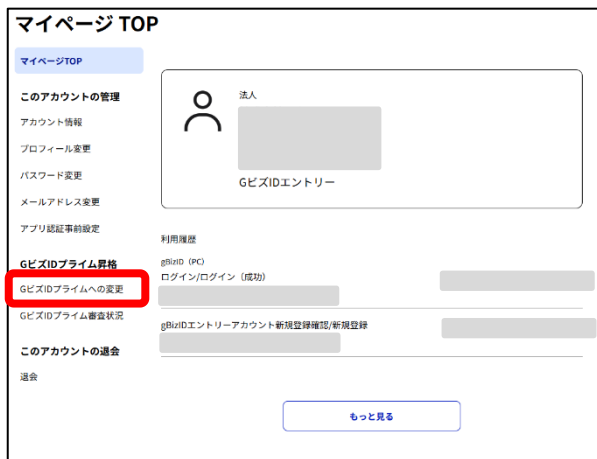 マイページ TOP
マイページTOP
このアカウントの管理
アカウント情報
プロフィール変更
パスワード変更
メールアドレス変更
アプリ認証事前設定
GビズIDプライム昇格
GビズIDプライムへの変更
GビズIDプライム審査状況
このアカウントの退会
退会
法人
GビズIDエントリー
利用履歴
gBizID（PC）
ログイン/ログイン（成功）
gBizIDエントリーアカウント新規登録確認/新規登録
もっと見る